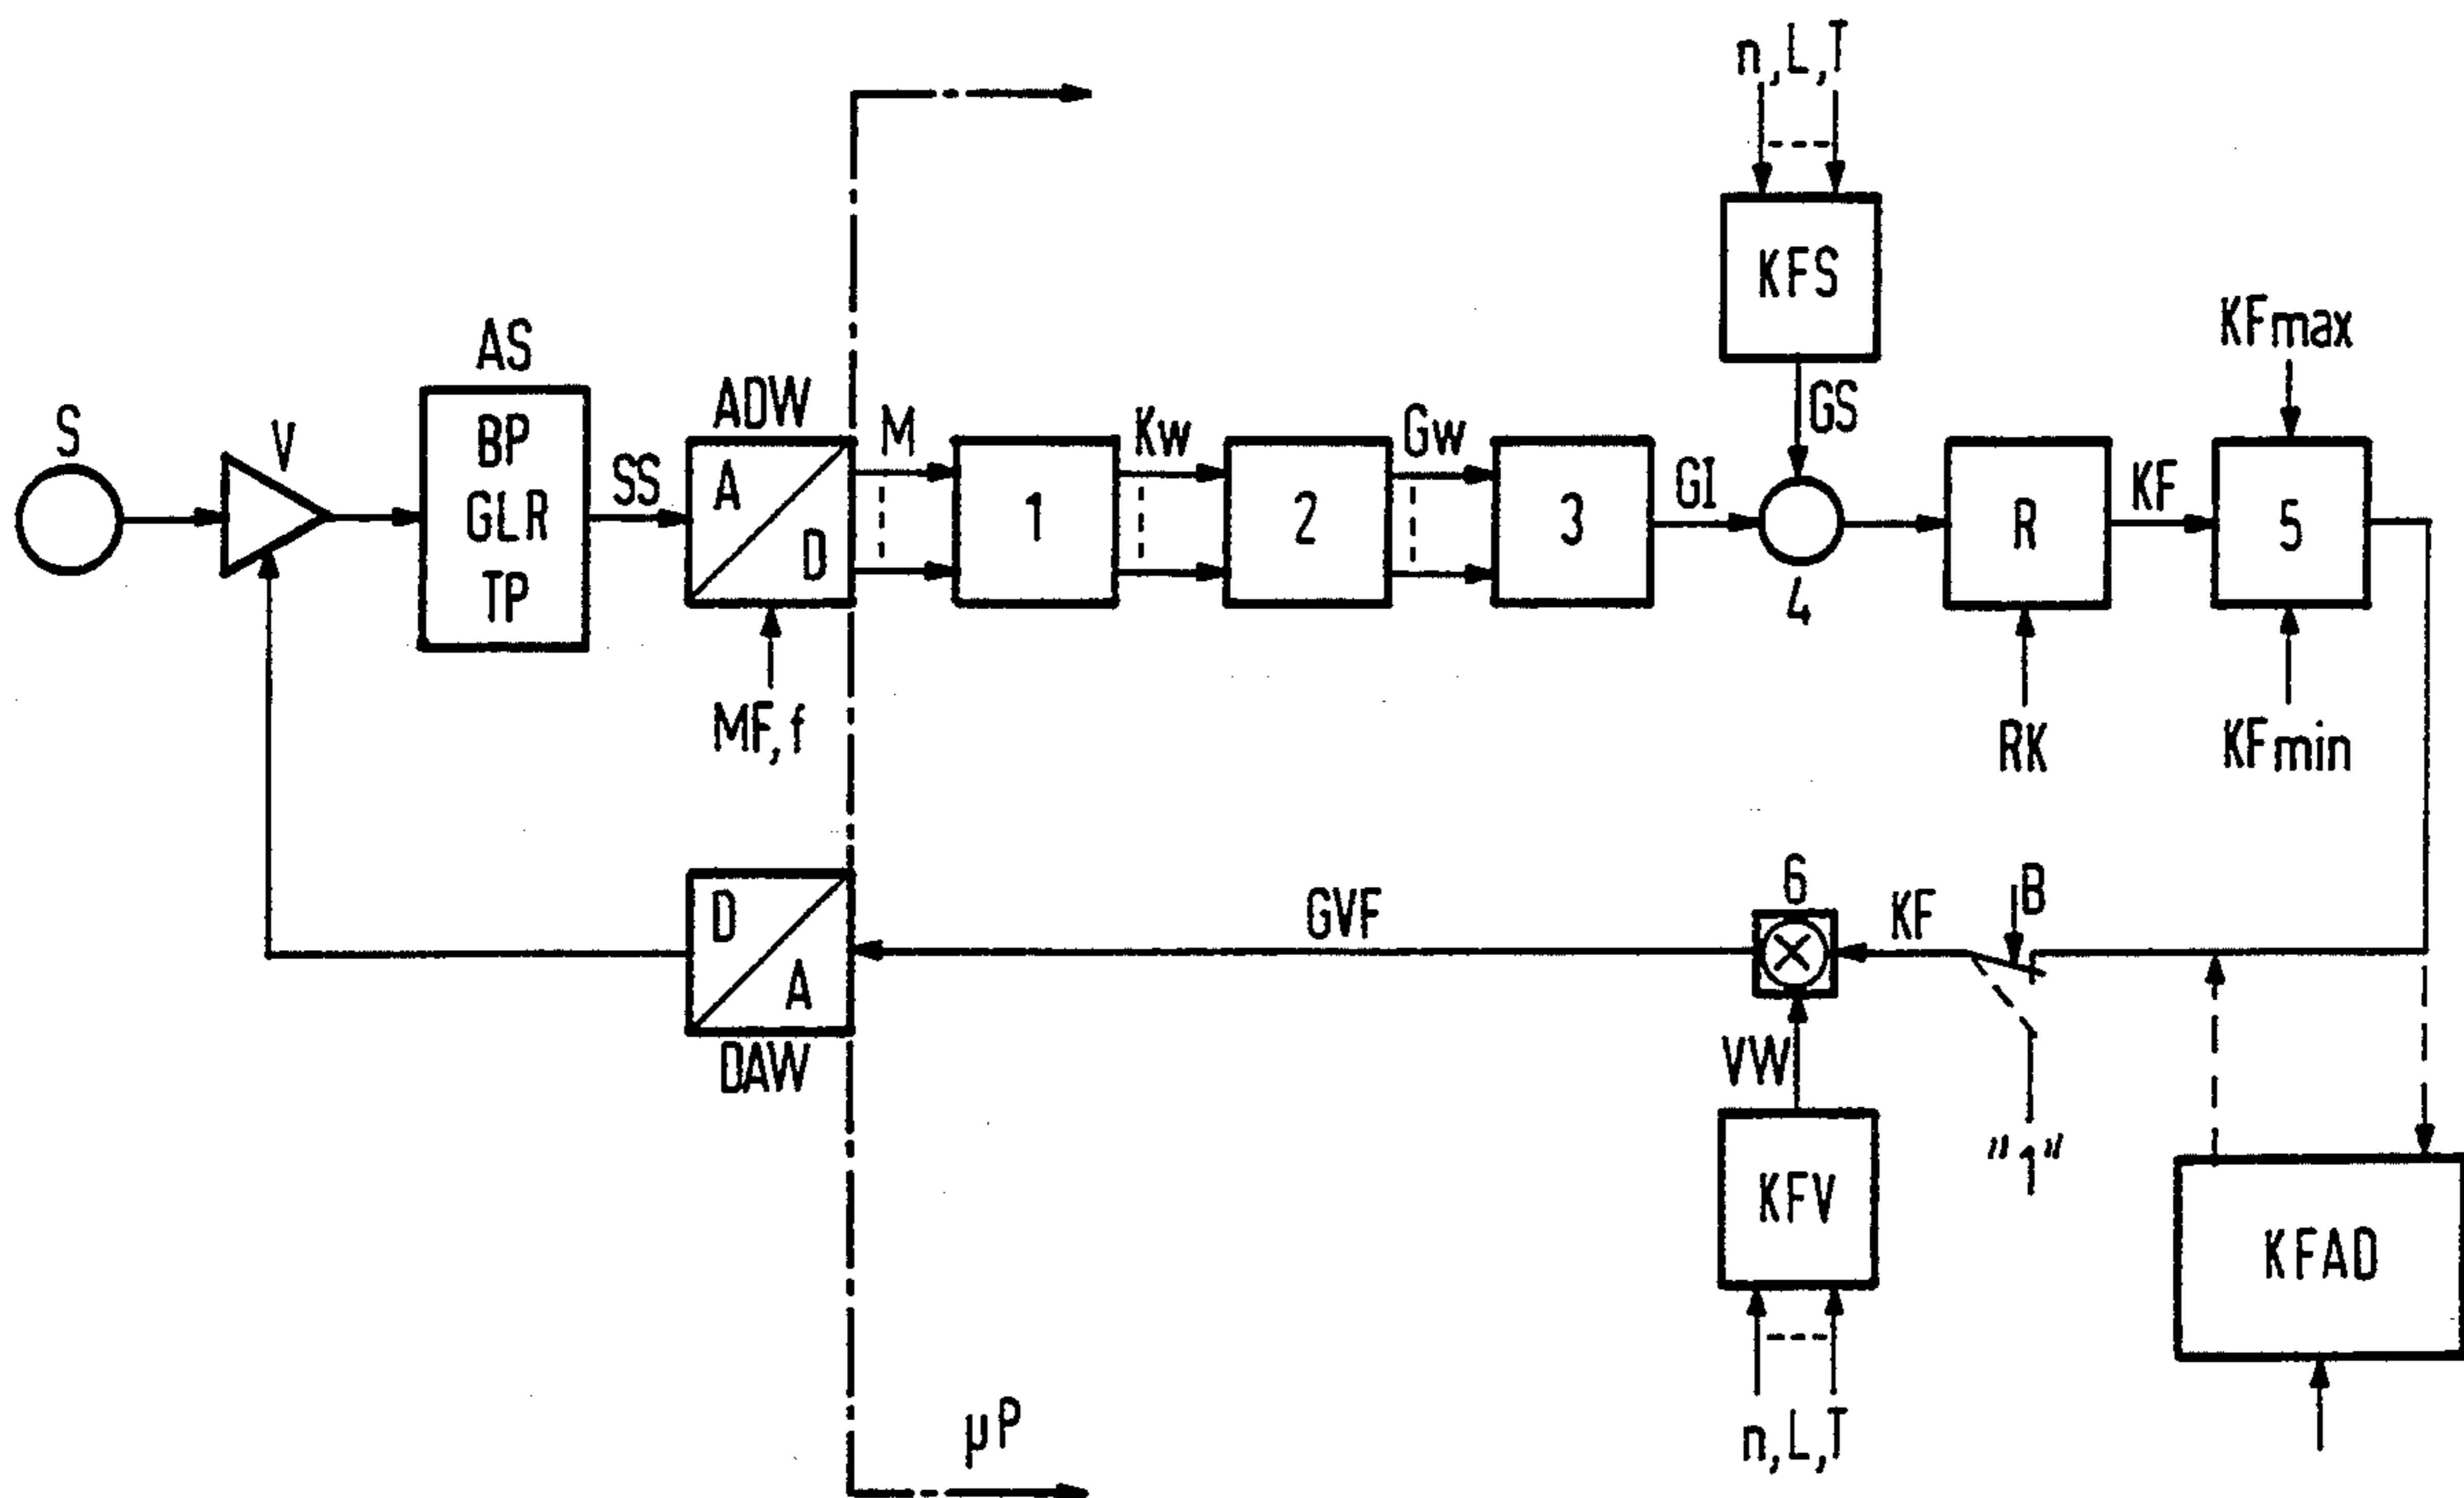 n,L,T
KFS
GS
KFmax
AS
BP
GLR
TP
S
V
SS
ADW
A
D
MF,f
M
1
Kw
2
Gw
3
GI
4
R
RK
KF
5
KFmin
D
A
DAW
GVF
6
KF
B
VW
KFV
n,L,T
"1"
KFAD
µP